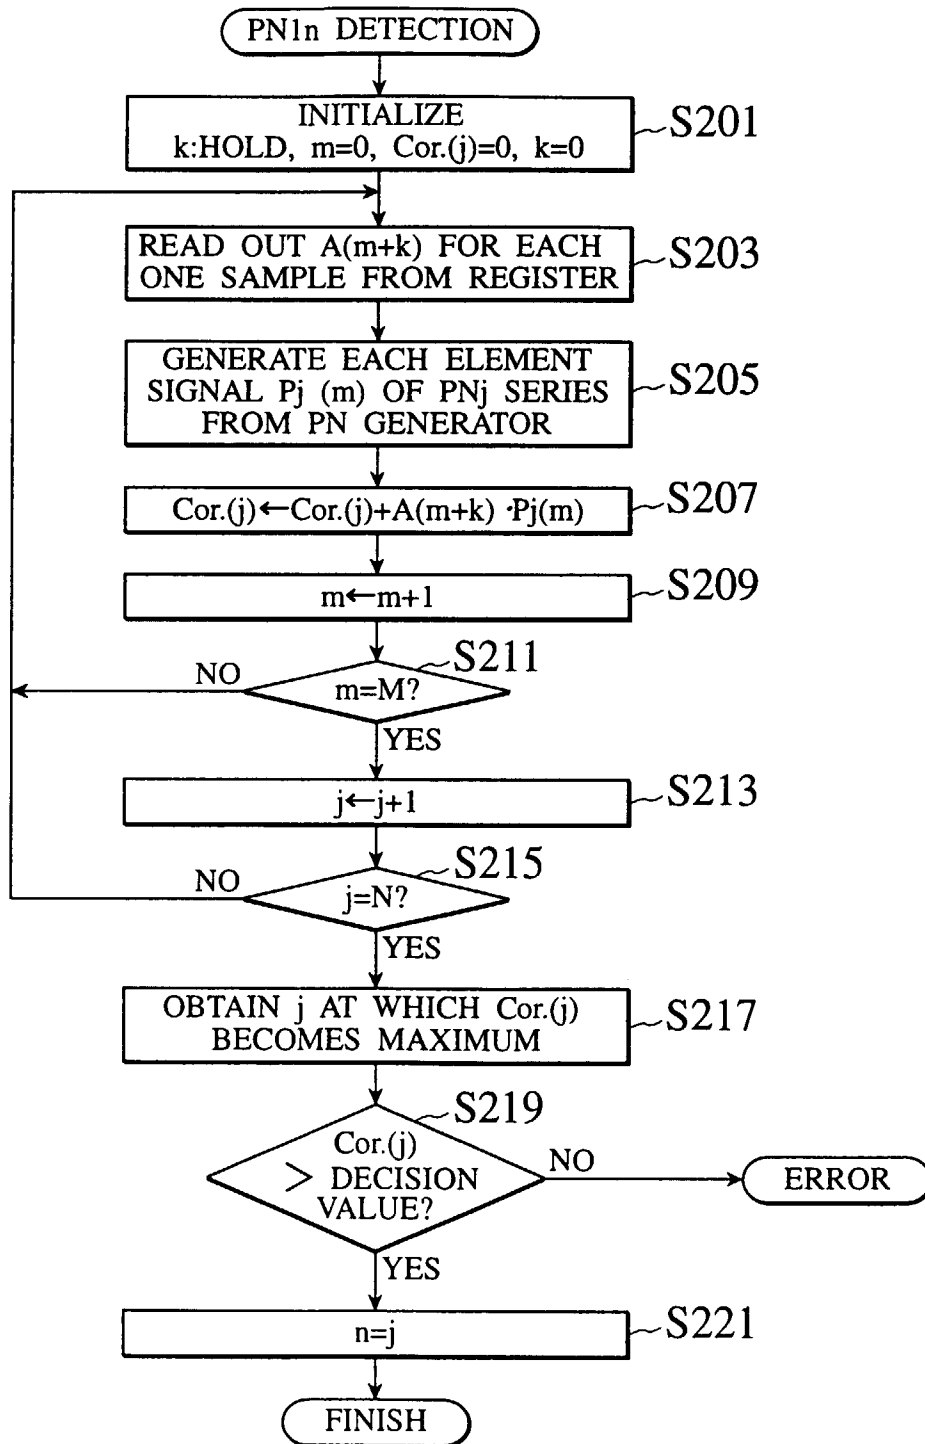 PN1n DETECTION
INITIALIZE
k:HOLD, m=0, Cor.(j)=0, k=0
S201
READ OUT A(m+k) FOR EACH
ONE SAMPLE FROM REGISTER
S203
GENERATE EACH ELEMENT
SIGNAL Pj (m) OF PNj SERIES
FROM PN GENERATOR
S205
Cor.(j)←Cor.(j)+A(m+k) ·Pj(m)
S207
m←m+1
S209
S211
NO
m=M?
YES
j←j+1
S213
S215
NO
j=N?
YES
OBTAIN j AT WHICH Cor.(j)
BECOMES MAXIMUM
S217
S219
Cor.(j)
> DECISION
VALUE?
NO
ERROR
YES
n=j
S221
FINISH